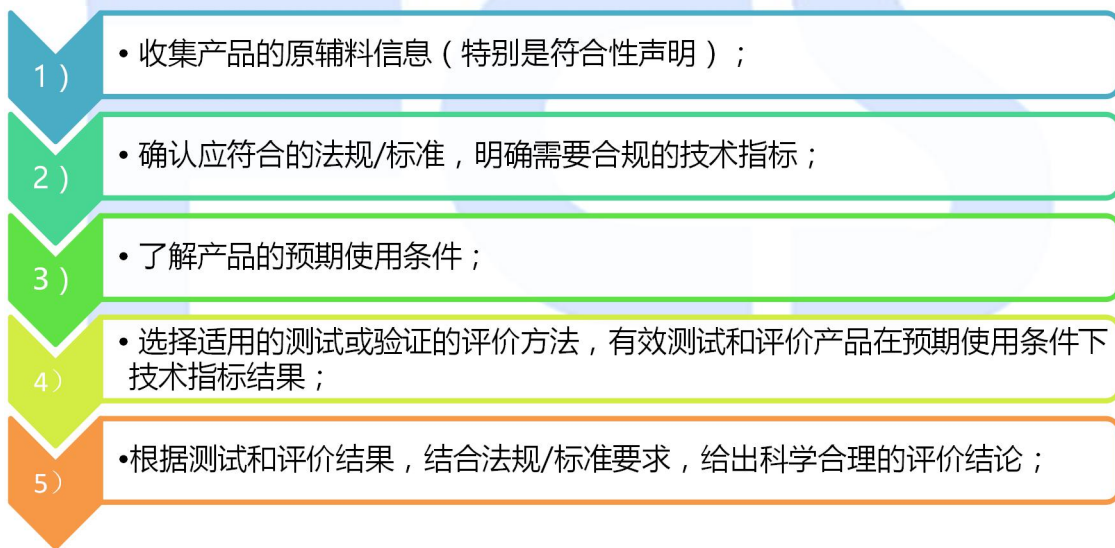 1）
• 收集产品的原辅料信息（特别是符合性声明）；
2）
• 确认应符合的法规/标准，明确需要合规的技术指标；
3）
• 了解产品的预期使用条件；
4）
• 选择适用的测试或验证的评价方法，有效测试和评价产品在预期使用条件下
技术指标结果；
5）
•根据测试和评价结果，结合法规/标准要求，给出科学合理的评价结论；